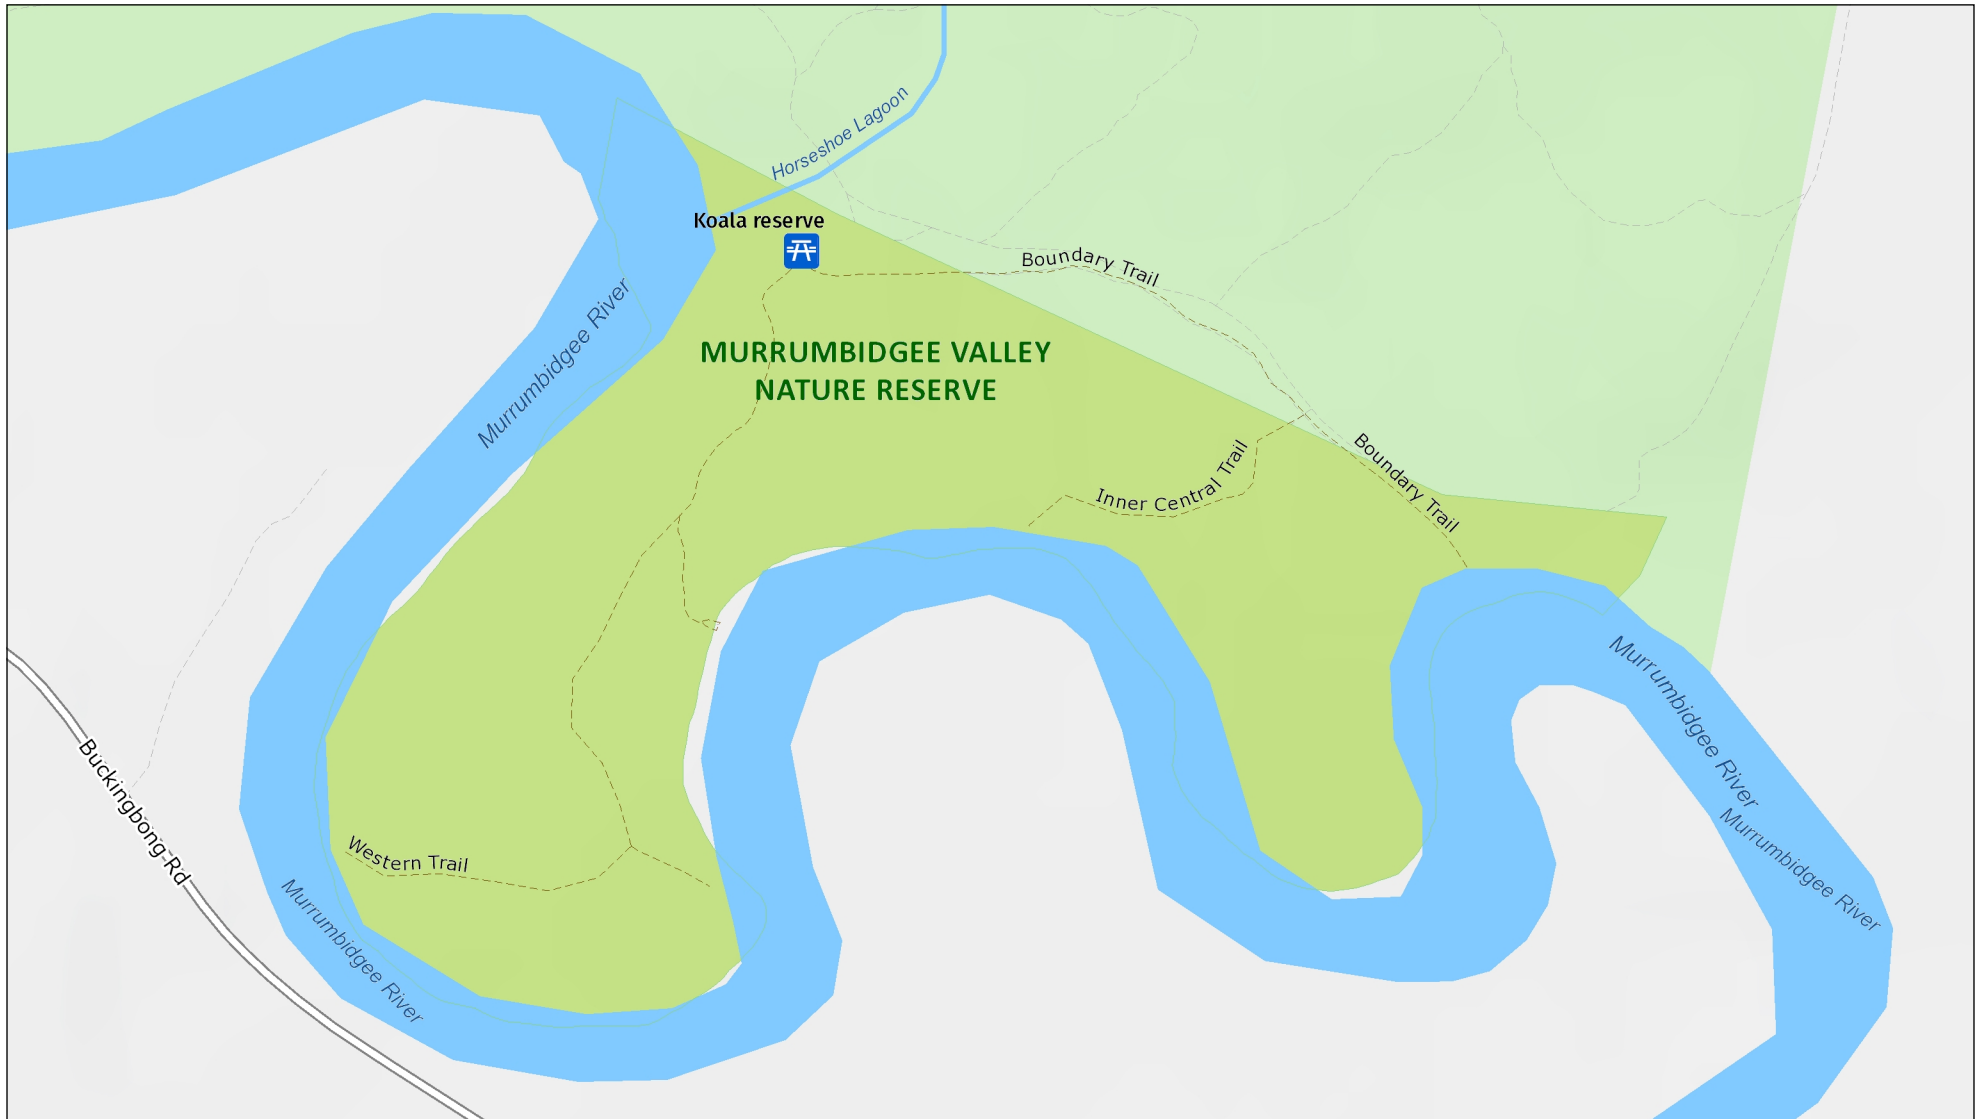 Horseshoe Lagoon
Koala reserve
Boundary Trail
Murrumbidgee River
MURRUMBIDGEE VALLEY
NATURE RESERVE
Boundary Trail
Inner Central Trail
Murrumbidgee River
Buckingbong Rd
Murrumbidgee River
Western Trail
Murrumbidgee River